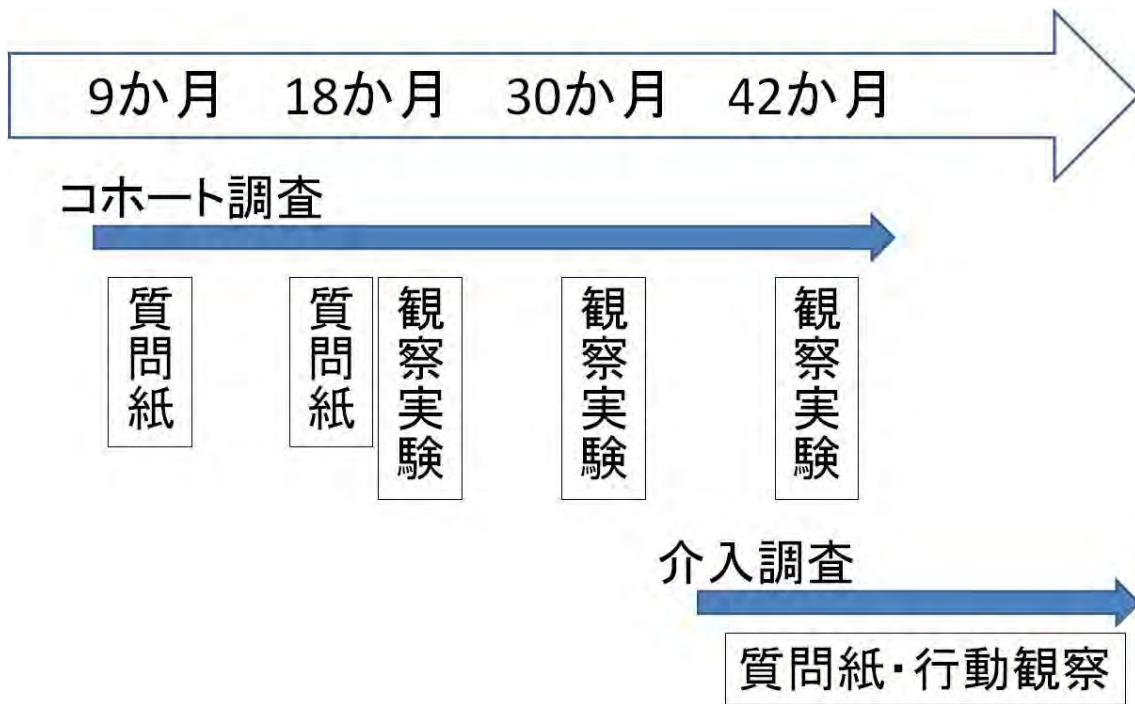 9か月 18か月 30か月 42か月
コホート調査
質問紙
質問紙
観察実験
観察実験
観察実験
介入調査
質問紙・行動観察